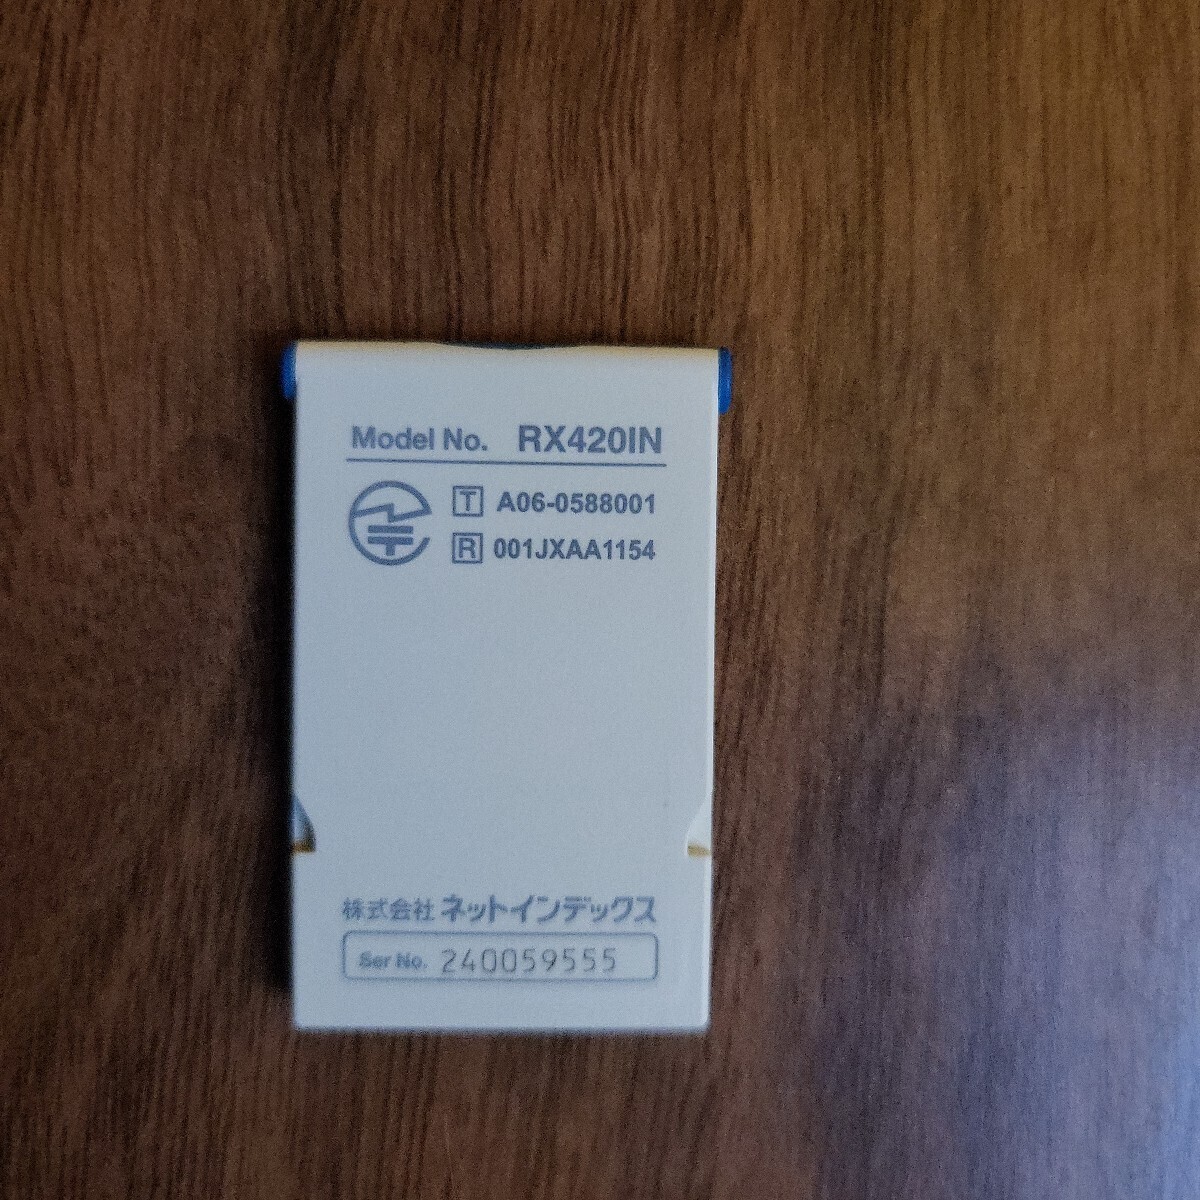 Model No. RX420IN
T A06-0588001
R 001JXAA1154
株式会社 ネットインデックス
Ser No. 240059555